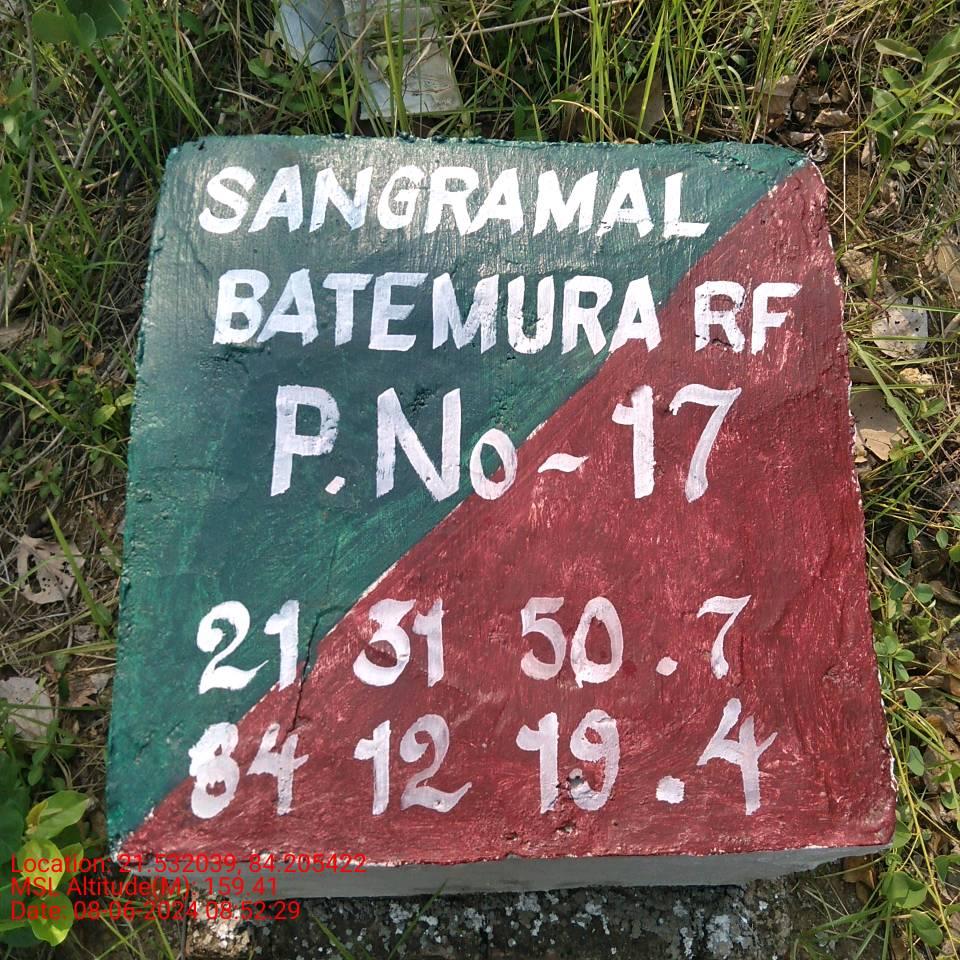 SANGRAMAL
BATEMURA RF
P.No-17
21 31 50.7
84 12 19.4
Location: 21.532039, 84.205422
MSL Altitude(M): 159.41
Date: 08-06-2024 08:52:29